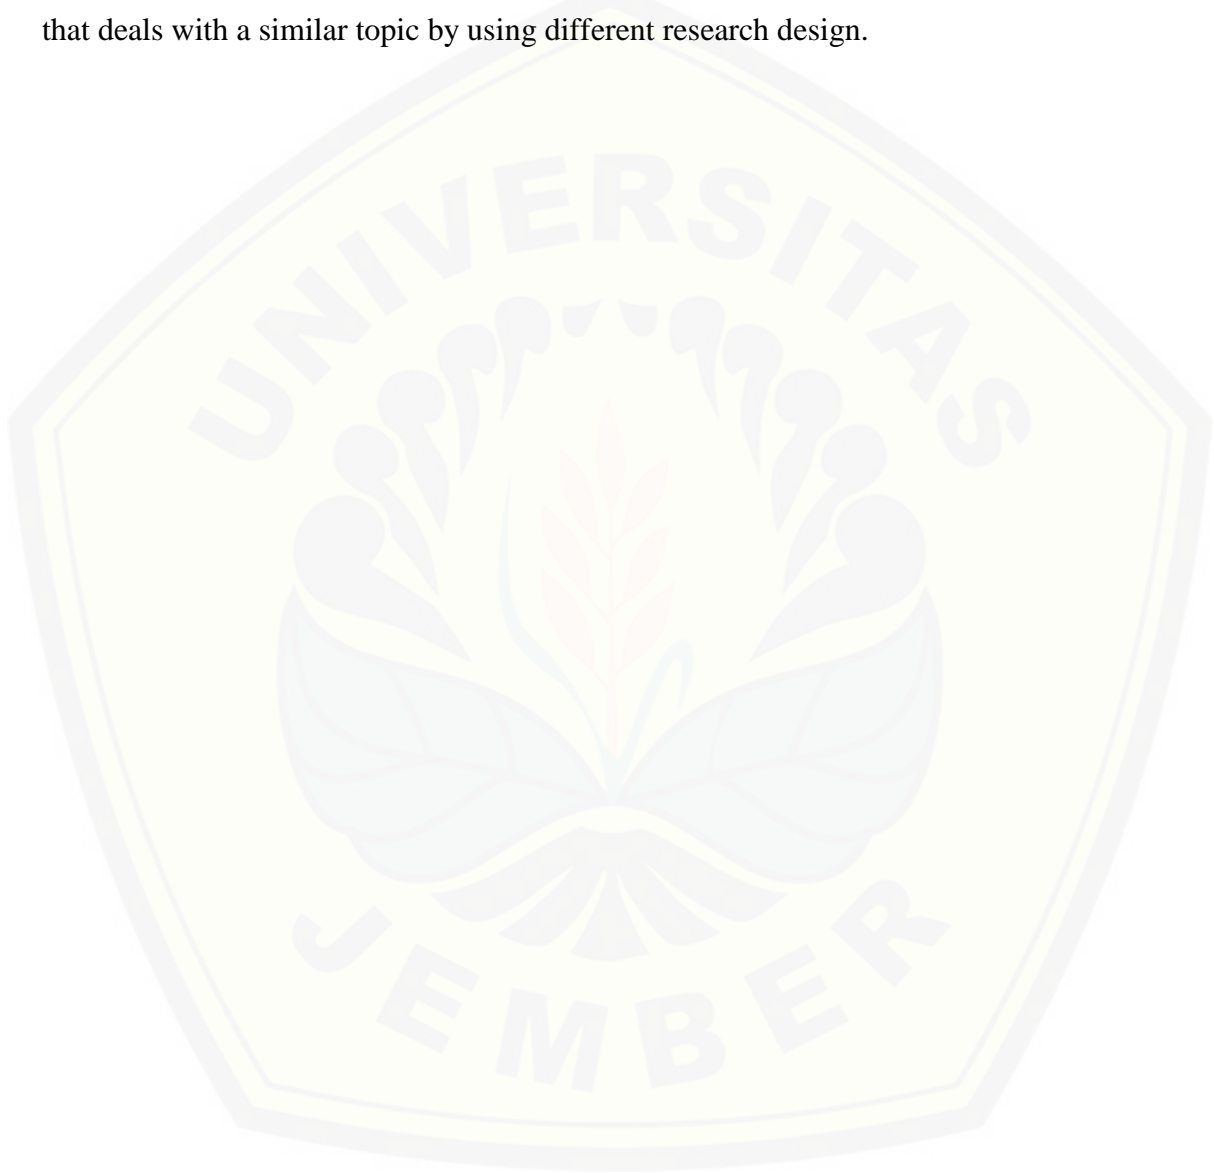 that deals with a similar topic by using different research design.
UNIVERSITAS
JEMBER